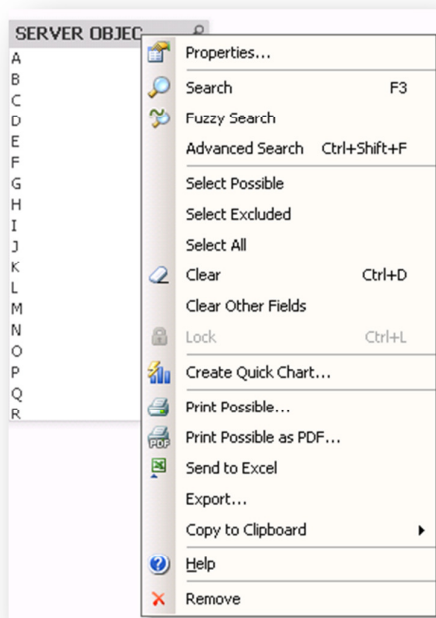 SERVER OBJEC
A
B
C
D
E
F
G
H
I
J
K
L
M
N
O
P
Q
R
Properties...
Search F3
Fuzzy Search
Advanced Search Ctrl+Shift+F
Select Possible
Select Excluded
Select All
Clear Ctrl+D
Clear Other Fields
Lock Ctrl+L
Create Quick Chart...
Print Possible...
PDF Print Possible as PDF...
Send to Excel
Export...
Copy to Clipboard
Help
Remove